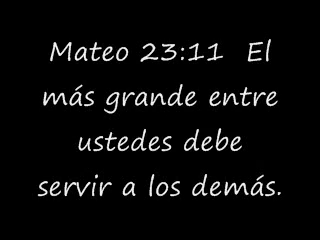 Mateo 23:11 El
más grande entre
ustedes debe
servir a los demás.